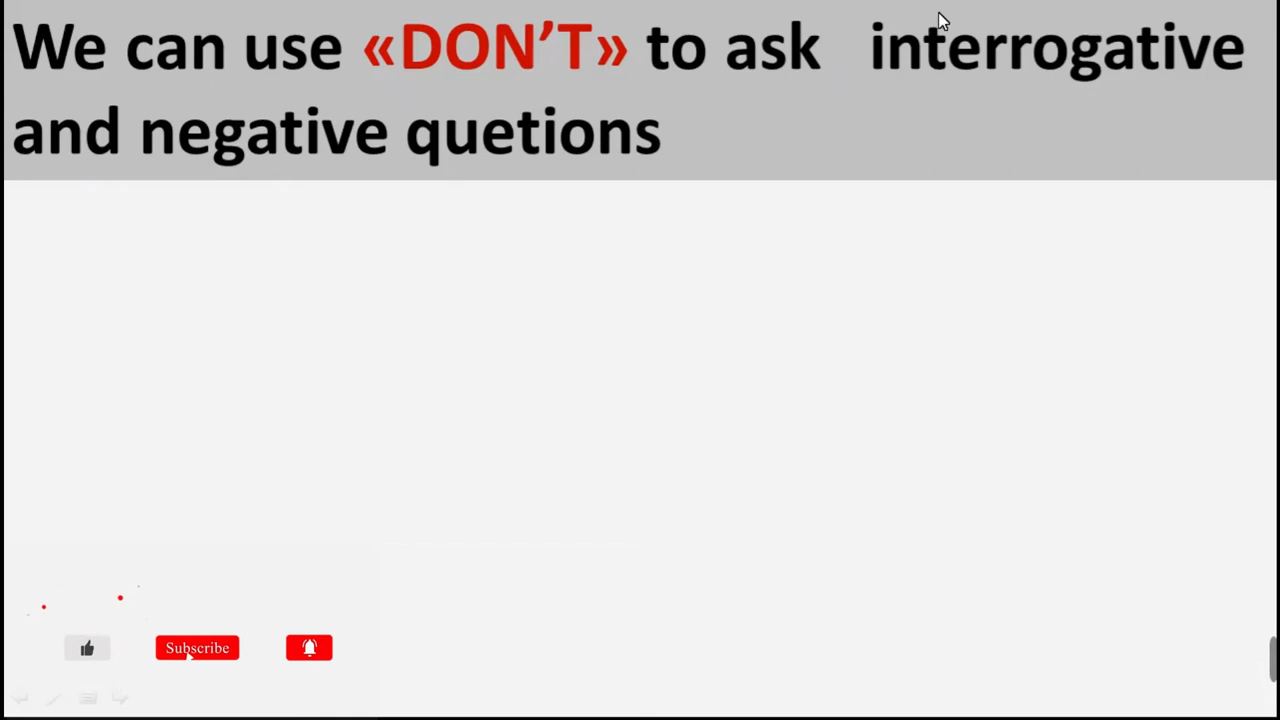 We can use «DON’T» to ask interrogative
and negative quetions
Subscribe